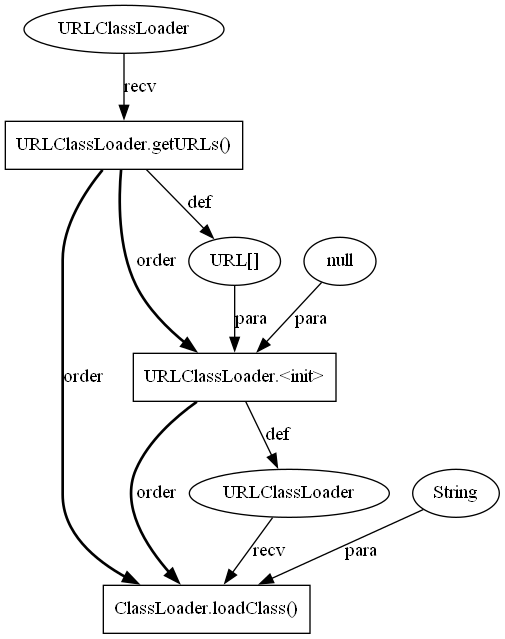 URLClassLoader
recv
URLClassLoader.getURLs()
def
order
URL[]
null
para
para
order
URLClassLoader.<init>
def
order
URLClassLoader
String
recv
para
ClassLoader.loadClass()